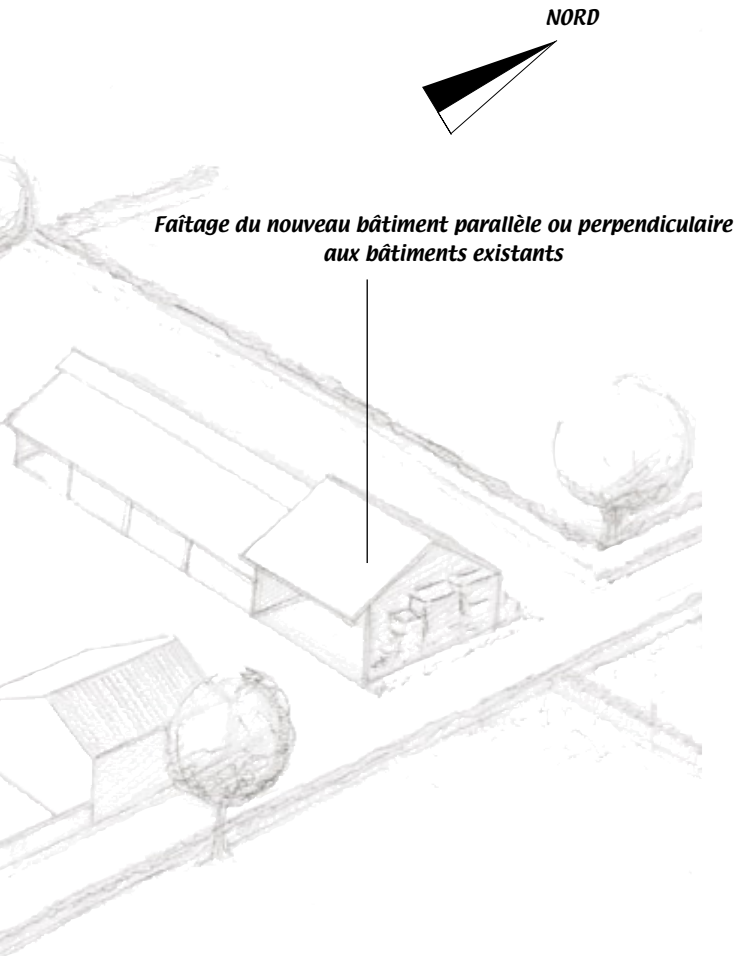 NORD
Faîtage du nouveau bâtiment parallèle ou perpendiculaire
aux bâtiments existants